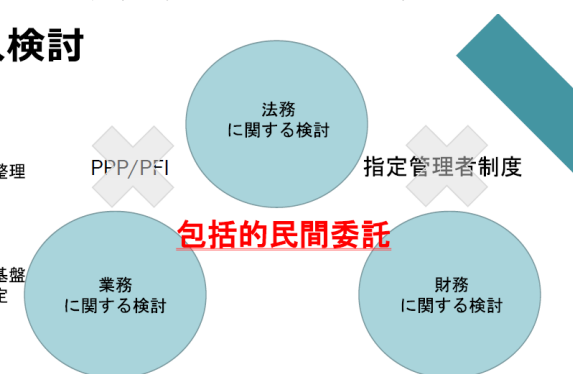 検討
法務
に関する検討
整理
PPP/PFI
指定管理者制度
包括的民間委託
基盤
定
業務
に関する検討
財務
に関する検討